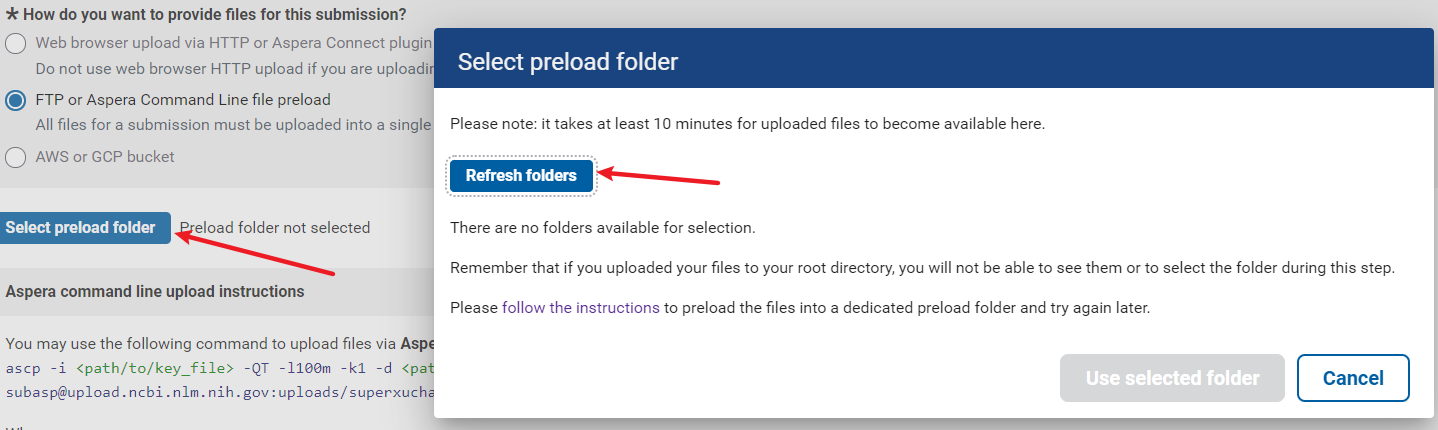 * How do you want to provide files for this submission?
Web browser upload via HTTP or Aspera Connect plugin
Do not use web browser HTTP upload if you are uploadin
FTP or Aspera Command Line file preload
All files for a submission must be uploaded into a single
AWS or GCP bucket
Select preload folder Preload folder not selected
Aspera command line upload instructions
You may use the following command to upload files via Aspe
ascp -i <path/to/key_file> -QT -l100m -k1 -d <pat
subasp@upload.ncbi.nlm.nih.gov:uploads/superxucha
Select preload folder
Please note: it takes at least 10 minutes for uploaded files to become available here.
Refresh folders
There are no folders available for selection.
Remember that if you uploaded your files to your root directory, you will not be able to see them or to select the folder during this step.
Please follow the instructions to preload the files into a dedicated preload folder and try again later.
Use selected folder Cancel